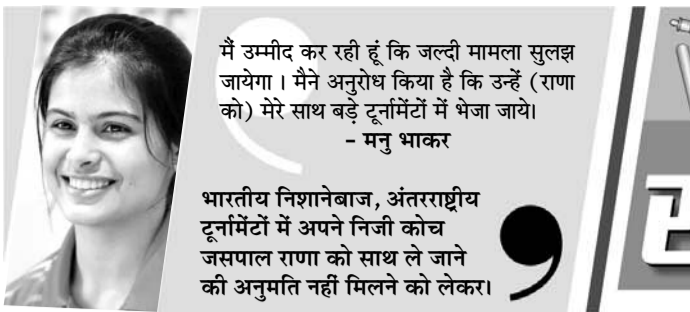 मैं उम्मीद कर रही हूं कि जल्दी मामला सुलझ
जायेगा । मैने अनुरोध किया है कि उन्हें (राणा
को) मेरे साथ बड़े टूर्नामेंटों में भेजा जाये।
– मनु भाकर
भारतीय निशानेबाज, अंतरराष्ट्रीय
टूर्नामेंटों में अपने निजी कोच
जसपाल राणा को साथ ले जाने
की अनुमति नहीं मिलने को लेकर।